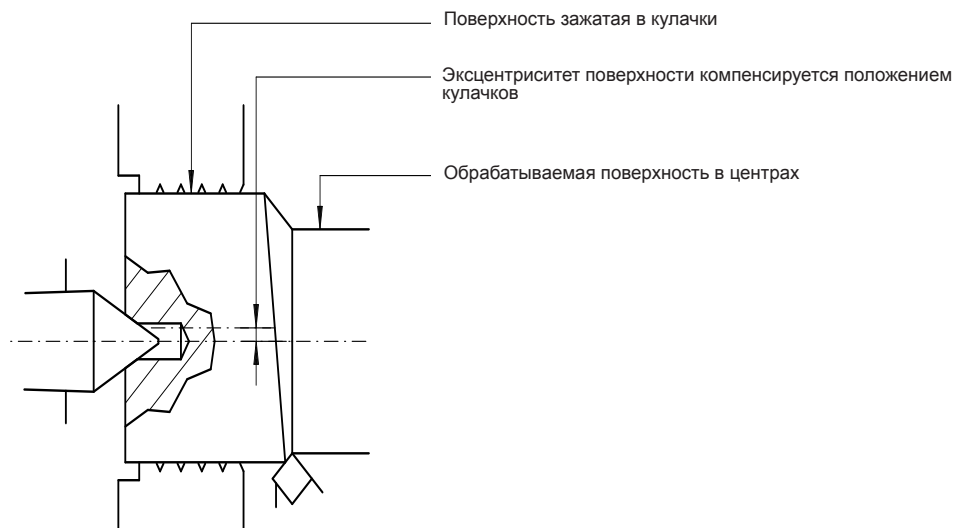 Поверхность зажатая в кулачки
Эксцентриситет поверхности компенсируется положением
кулачков
Обрабатываемая поверхность в центрах